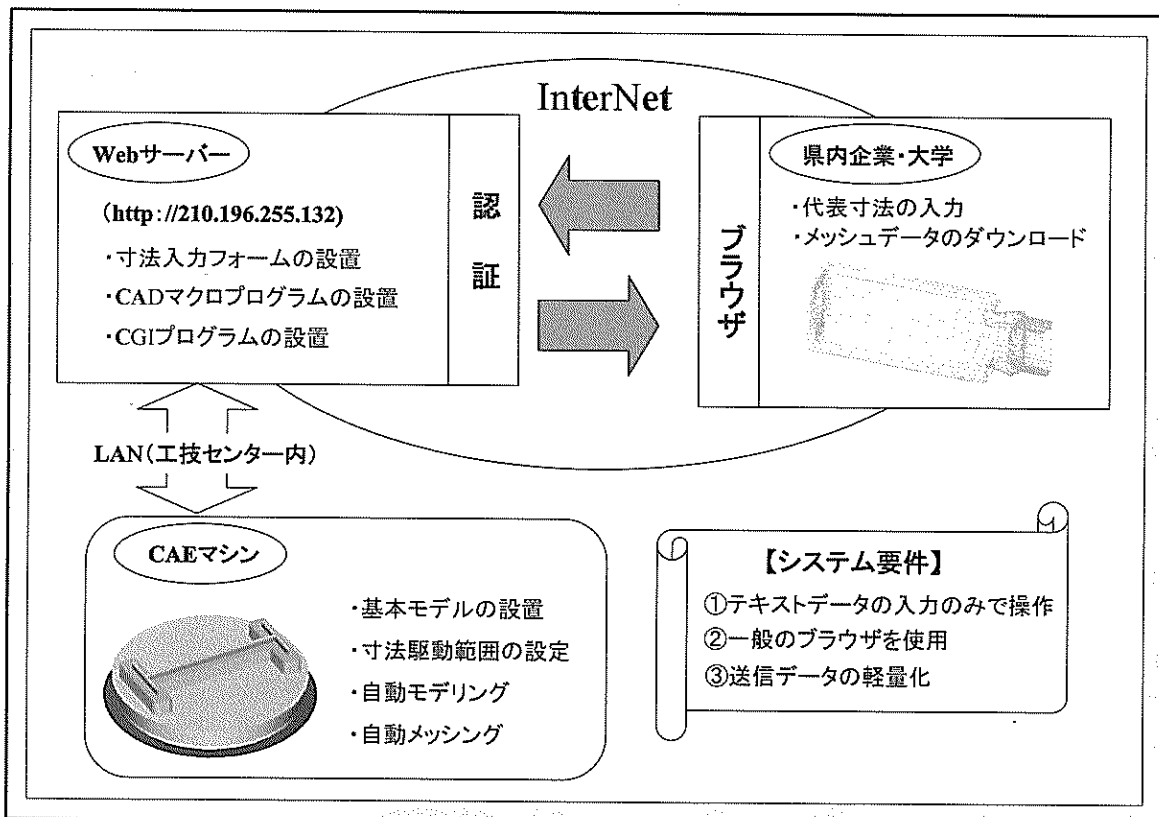 InterNet
Webサーバー
(http://210.196.255.132)
・寸法入力フォームの設置
・CADマクロプログラムの設置
・CGIプログラムの設置
認証
ブラウザ
県内企業・大学
・代表寸法の入力
・メッシュデータのダウンロード
LAN(工技センター内)
CAEマシン
・基本モデルの設置
・寸法駆動範囲の設定
・自動モデリング
・自動メッシング
【システム要件】
①テキストデータの入力のみで操作
②一般のブラウザを使用
③送信データの軽量化